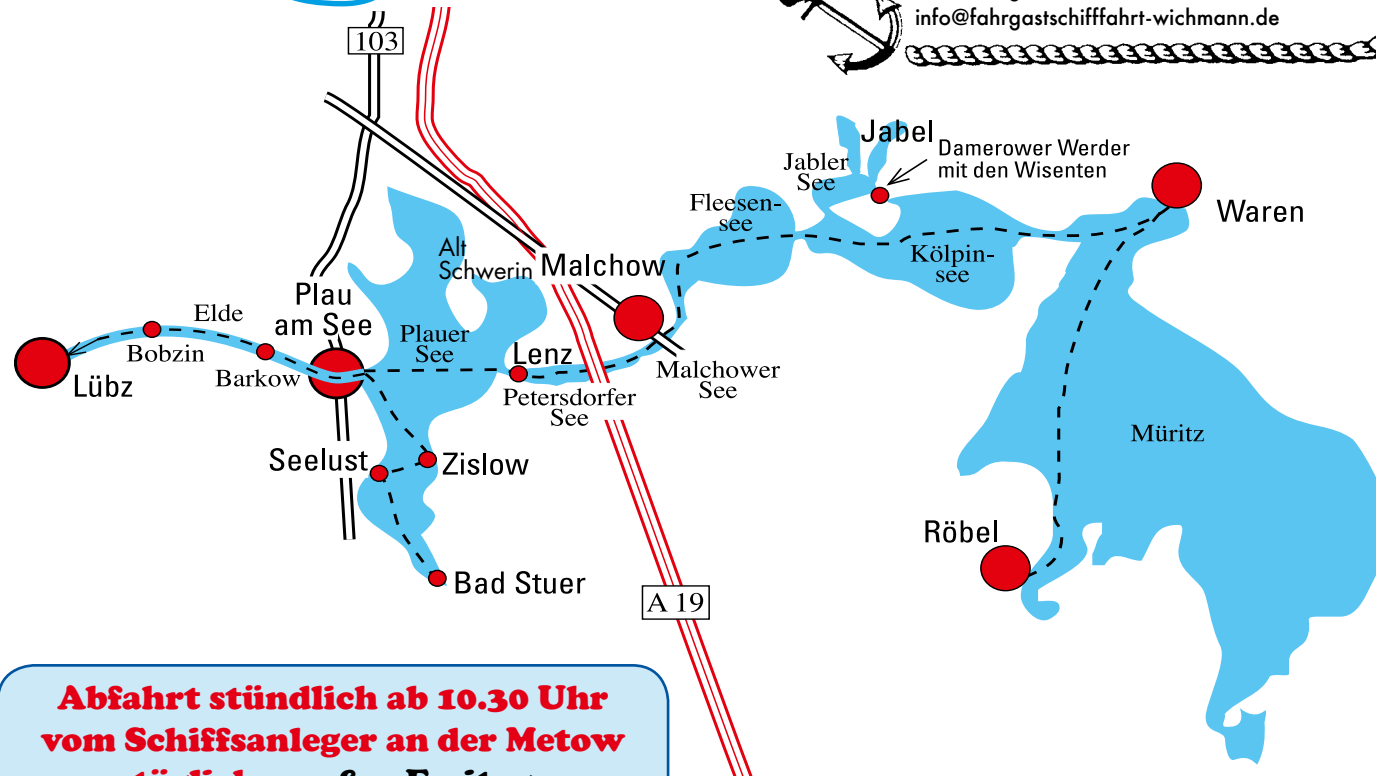 info@fahrgastschifffahrt-wichmann.de
103
Jabel
Damerower Werder
mit den Wisenten
Jabler
See
Waren
Fleesen-
see
Kölpin-
see
Alt
Schwerin
Malchow
Plau
am See
Elde
Plauer
See
Bobzin
Barkow
Lübz
Lenz
Petersdorfer
See
Malchower
See
Müritz
Seelust
Zislow
Röbel
Bad Stuer
A 19
Abfahrt stündlich ab 10.30 Uhr
vom Schiffsanleger an der Metow